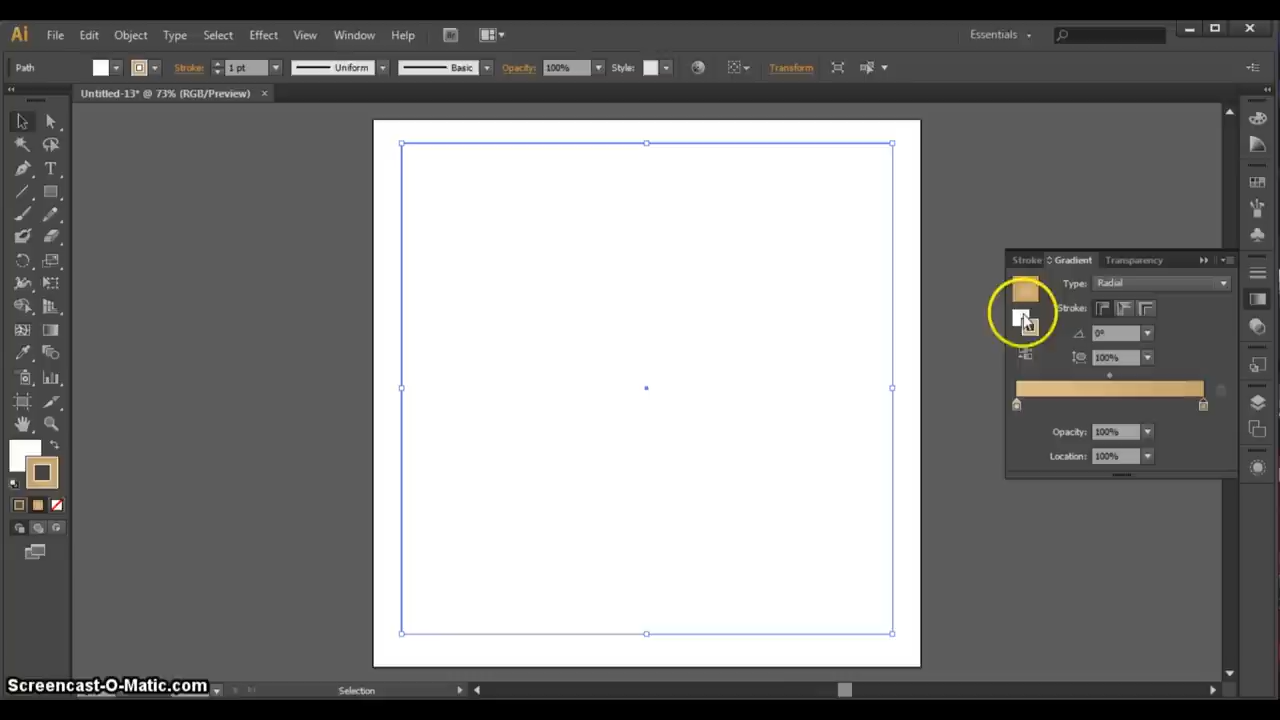 Ai File Edit Object Type Select Effect View Window Help Br Essentials
Path Stroke: 1 pt Uniform Basic Opacity: 100% Style: Transform
Untitled-13* @ 73% (RGB/Preview) ×
T
Stroke Gradient Transparency
Type: Radial
Stroke:
0°
100%
Opacity: 100%
Location: 100%
Selection
Screencast-O-Matic.com